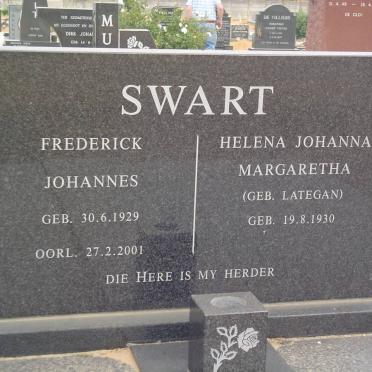 SWART
FREDERICK
JOHANNES
GEB. 30.6.1929
OORL. 27.2.2001
HELENA JOHANNA
MARGARETHA
(GEB. LATEGAN)
GEB. 19.8.1930
DIE HERE IS MY HERDER